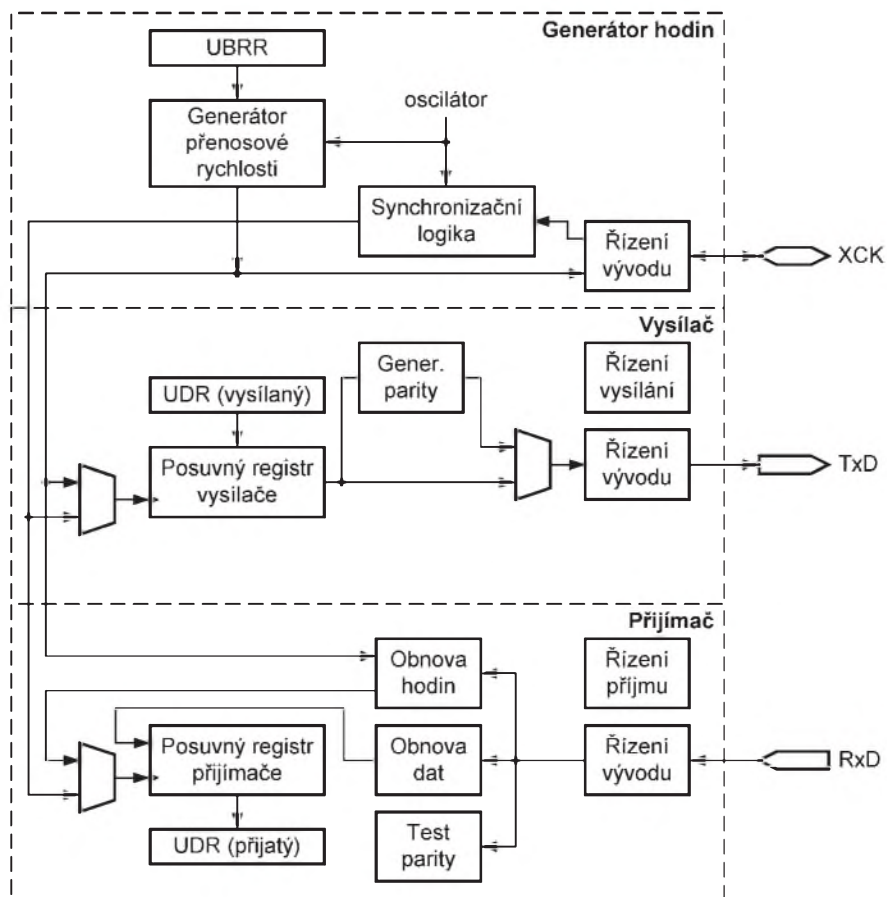 Generátor hodin
UBRR
oscilátor
Generátor
přenosové
rychlosti
Synchronizační
logika
Řízení
vývodu
XCK
Vysílač
Gener.
parity
Řízení
vysílání
UDR (vysílaný)
Posuvný registr
vysilače
Řízení
vývodu
TxD
Přijímač
Obnova
hodin
Řízení
příjmu
Posuvný registr
přijímače
Obnova
dat
Řízení
vývodu
RxD
UDR (přijatý)
Test
parity